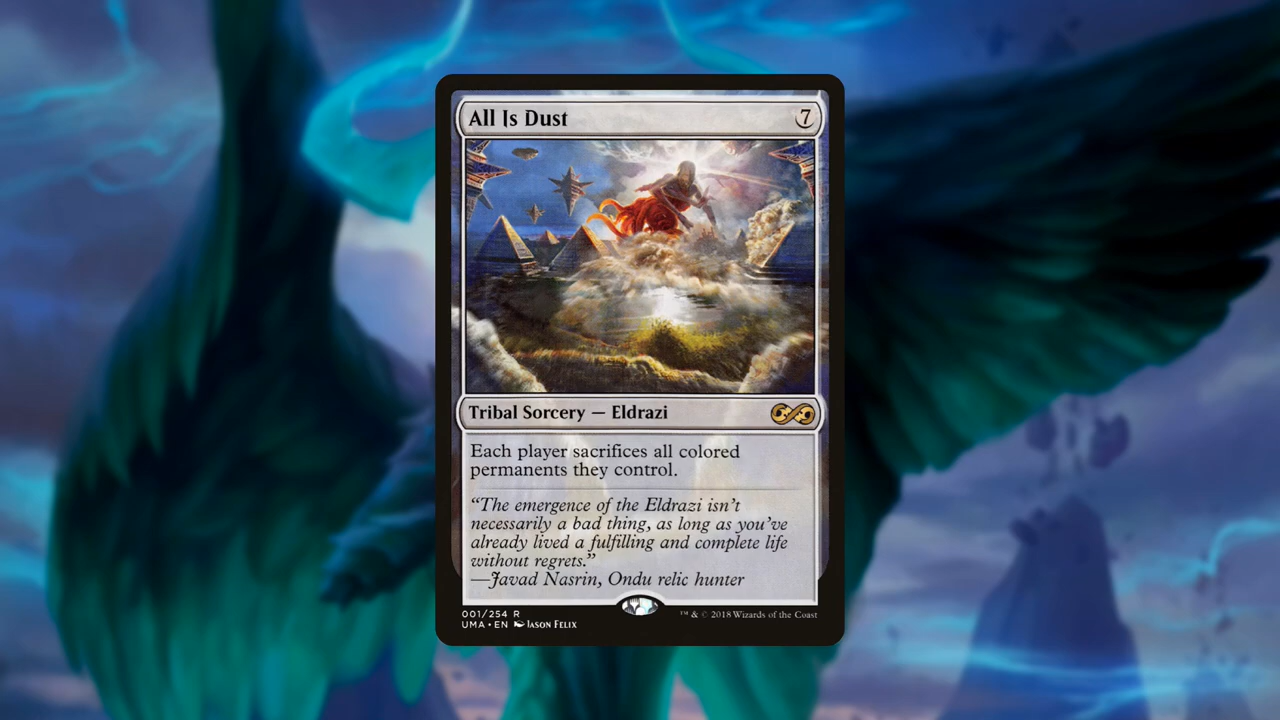 All Is Dust 7
Tribal Sorcery — Eldrazi
Each player sacrifices all colored
permanents they control.
“The emergence of the Eldrazi isn’t
necessarily a bad thing, as long as you’ve
already lived a fulfilling and complete life
without regrets.”
—Javad Nasrin, Ondu relic hunter
001/254 R
™ & © 2018 Wizards of the Coast
UMA • EN Jason Felix